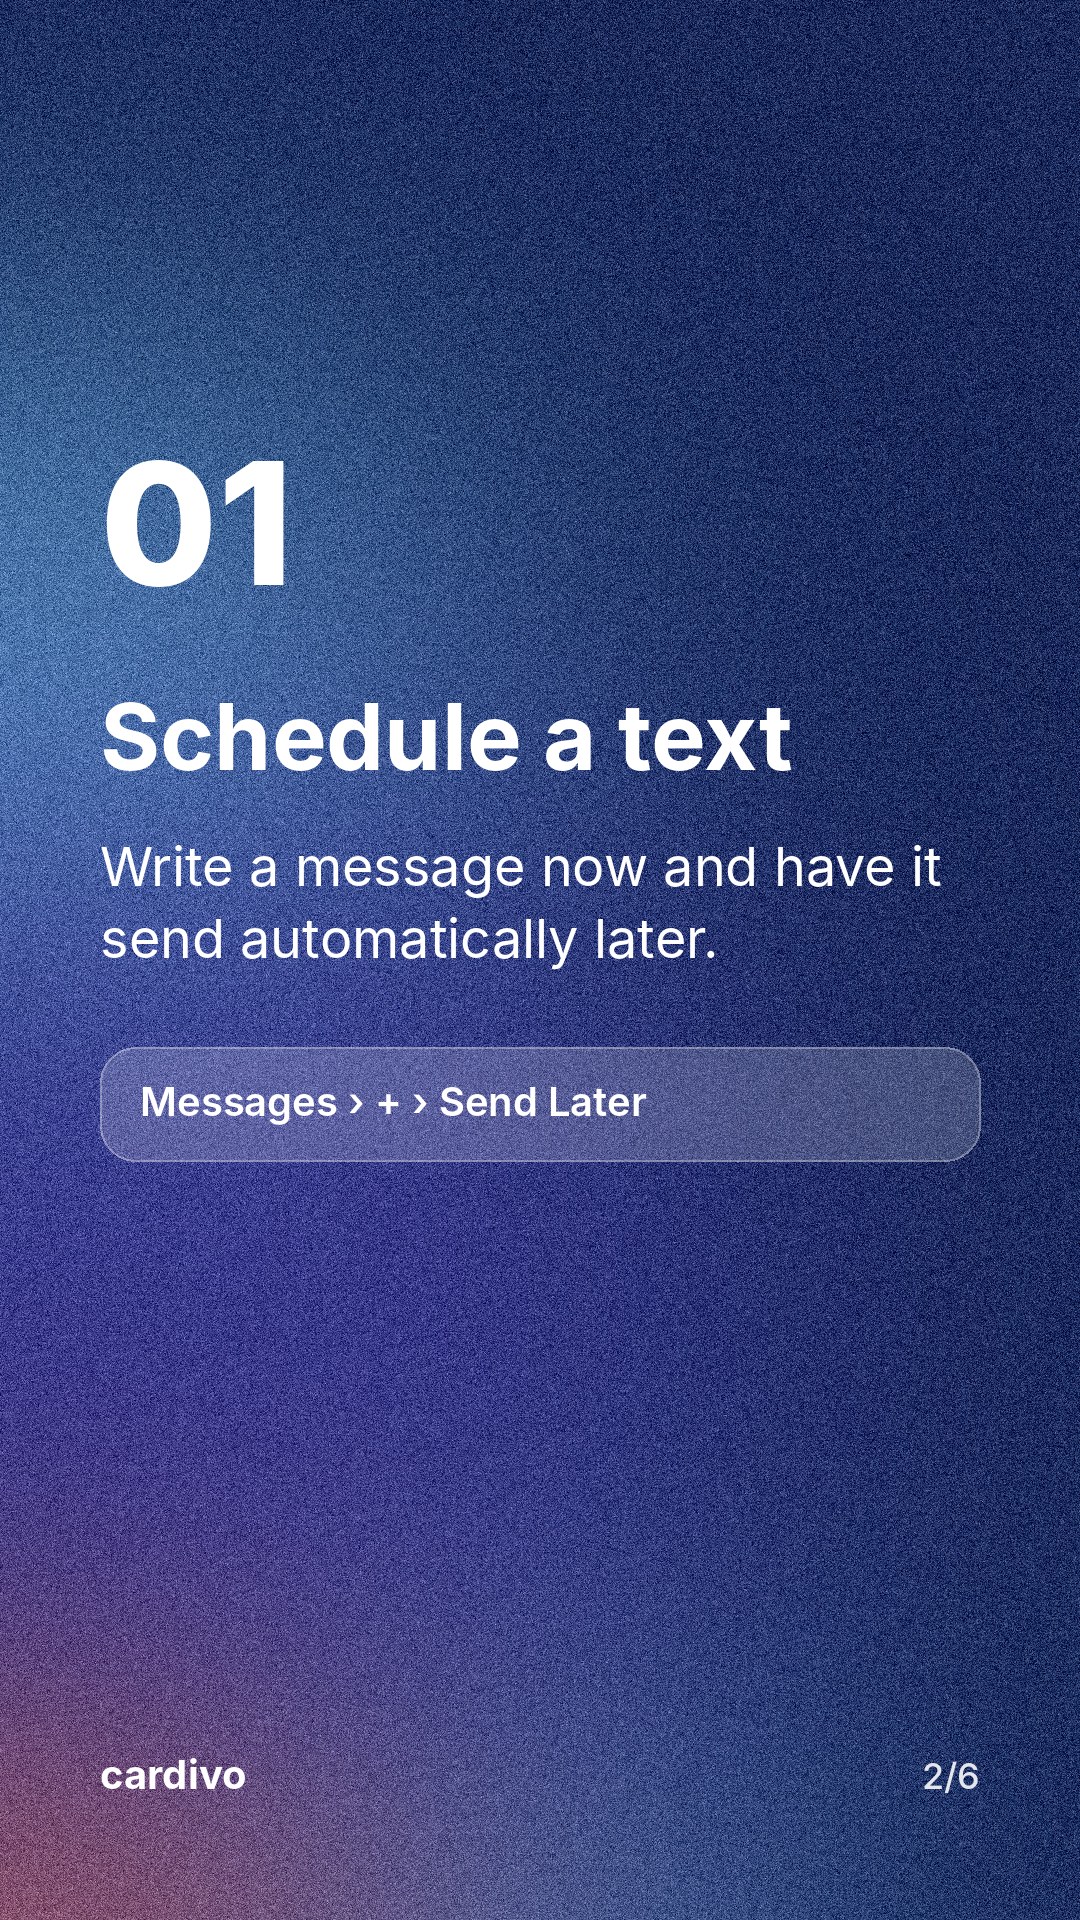 01
Schedule a text
Write a message now and have it
send automatically later.
Messages › + › Send Later
cardivo
2/6